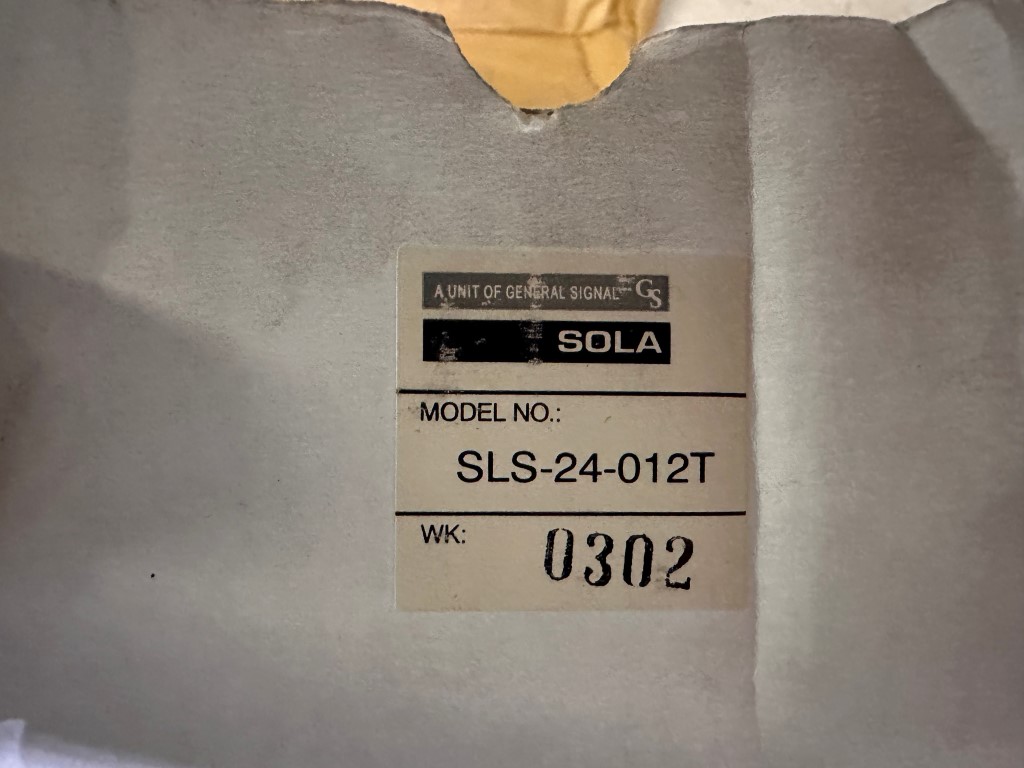 A UNIT OF GENERAL SIGNAL GS
SOLA
MODEL NO.:
SLS-24-012T
WK: 0302